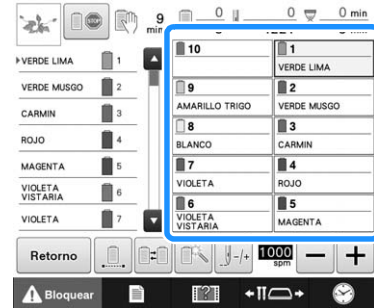 9 min
0
0
0 min
VERDE LIMA 1
VERDE MUSGO 2
CARMIN 3
ROJO 4
MAGENTA 5
VIOLETA VISTARIA 6
VIOLETA 7
10
1
VERDE LIMA
9
AMARILLO TRIGO
2
VERDE MUSGO
8
BLANCO
3
CARMIN
7
VIOLETA
4
ROJO
6
VIOLETA
VISTARIA
5
MAGENTA
Retorno
-/+
1000
spm
− +
Bloquear